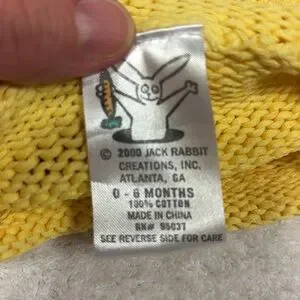 © 2000 JACK RABBIT
CREATIONS, INC.
ATLANTA, GA
0 - 6 MONTHS
100% COTTON
MADE IN CHINA
RN# 95037
SEE REVERSE SIDE FOR CARE